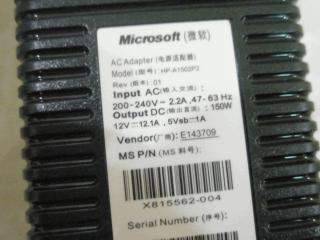 Microsoft (微软)
AC Adapter (电源适配器)
Model (型号): HP-A1503P2
Rev (版本): 01
Input AC(输入交流):
200-240V⎓ 2.2A ,47- 63 Hz
Output DC(输出直流): 150W
12V⎓12.1A , 5Vsb⎓1A
Vendor(厂商): E143709
MS P/N (MS 料号):
X815562-004
Serial Number (序号):